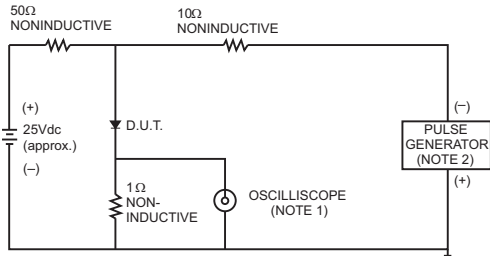 50Ω
NONINDUCTIVE
10Ω
NONINDUCTIVE
(+)
25Vdc
(approx.)
(–)
D.U.T.
1Ω
NON-
INDUCTIVE
OSCILLISCOPE
(NOTE 1)
(–)
PULSE
GENERATOR
(NOTE 2)
(+)